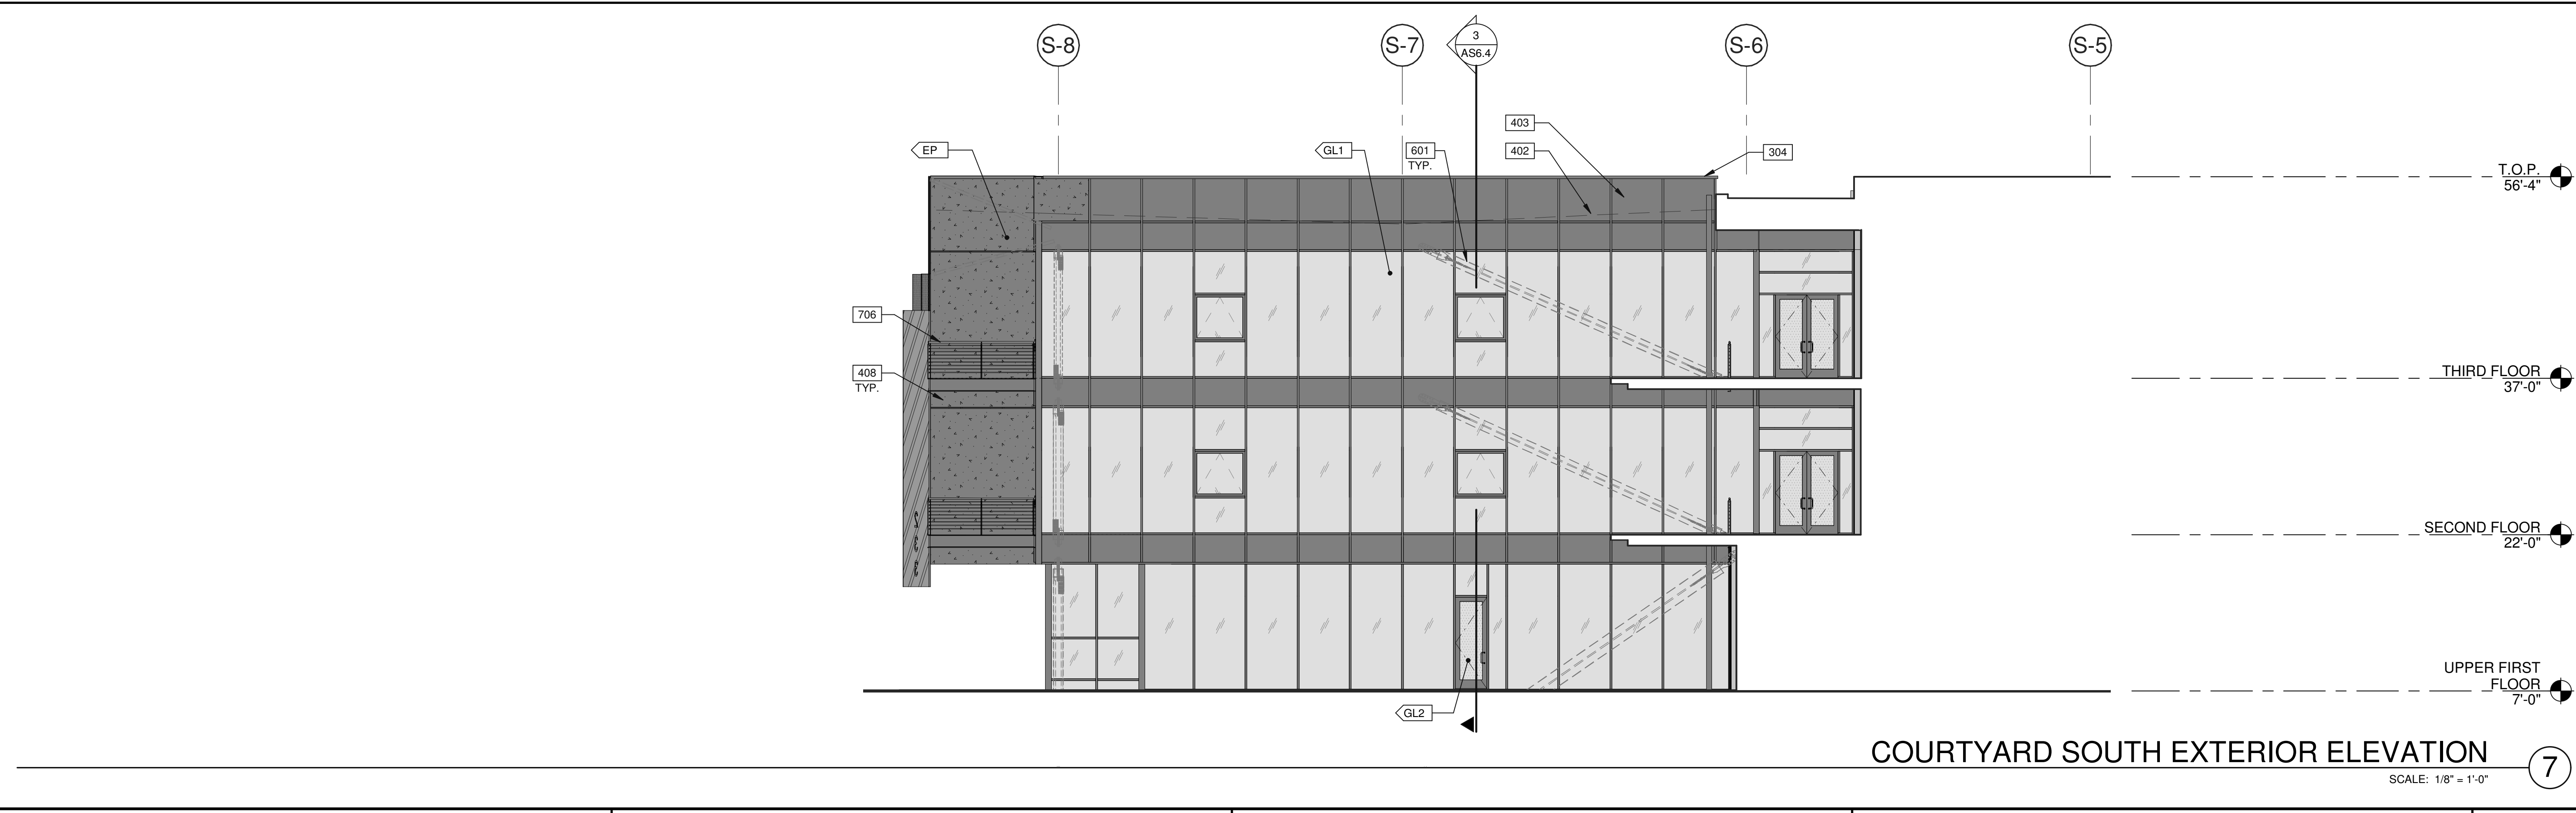 S-8
S-7
3
AS6.4
S-6
S-5
403
EP
GL1
601
TYP.
402
304
T.O.P.
56'-4"
706
408
TYP.
THIRD FLOOR
37'-0"
SECOND FLOOR
22'-0"
UPPER FIRST
FLOOR
7'-0"
GL2
COURTYARD SOUTH EXTERIOR ELEVATION
7
SCALE: 1/8" = 1'-0"